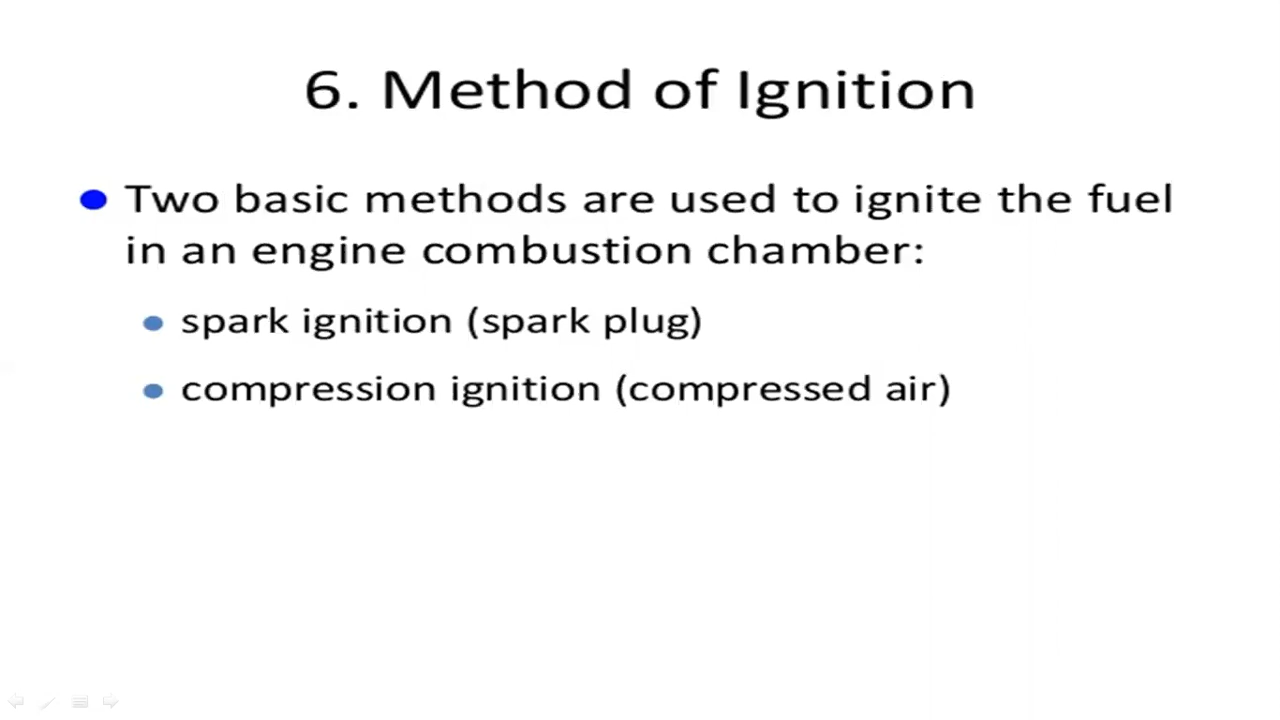 6. Method of Ignition
Two basic methods are used to ignite the fuel
in an engine combustion chamber:
spark ignition (spark plug)
compression ignition (compressed air)